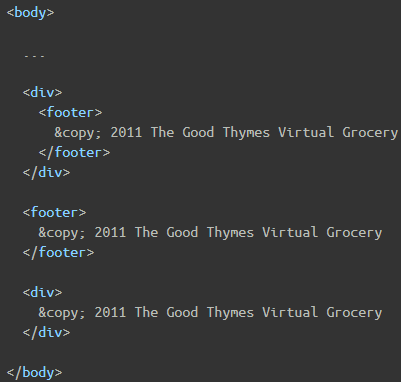 <body>
...
<div>
<footer>
&copy; 2011 The Good Thymes Virtual Grocery
</footer>
</div>
<footer>
&copy; 2011 The Good Thymes Virtual Grocery
</footer>
<div>
&copy; 2011 The Good Thymes Virtual Grocery
</div>
</body>